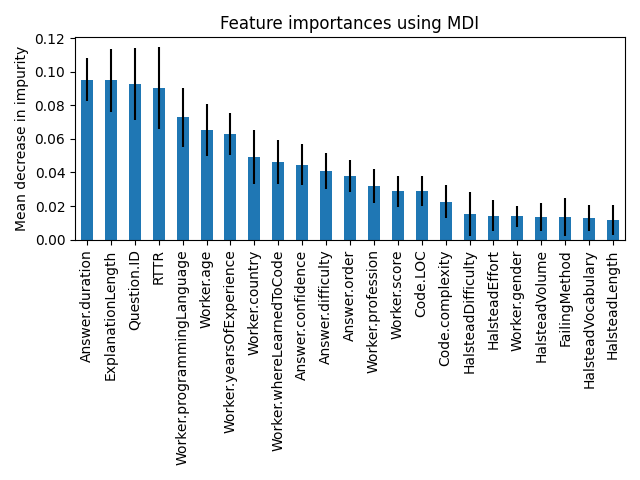 Feature importances using MDI
Mean decrease in impurity
0.12
0.10
0.08
0.06
0.04
0.02
0.00
Answer.duration
ExplanationLength
Question.ID
RTTR
Worker.programmingLanguage
Worker.age
Worker.yearsOfExperience
Worker.country
Worker.whereLearnedToCode
Answer.confidence
Answer.difficulty
Answer.order
Worker.profession
Worker.score
Code.LOC
Code.complexity
HalsteadDifficulty
HalsteadEffort
Worker.gender
HalsteadVolume
FailingMethod
HalsteadVocabulary
HalsteadLength